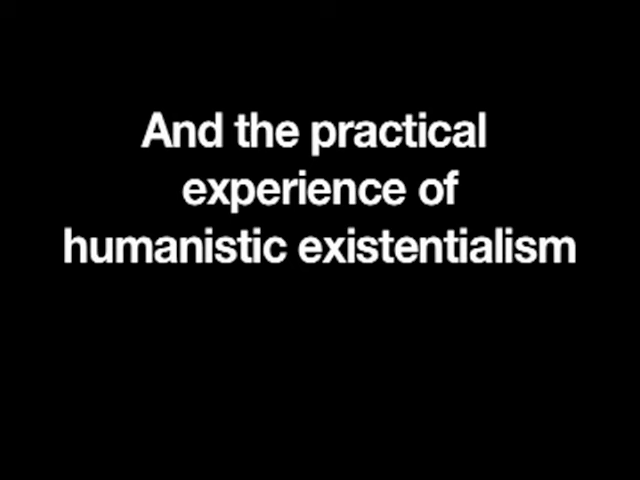 And the practical
experience of
humanistic existentialism